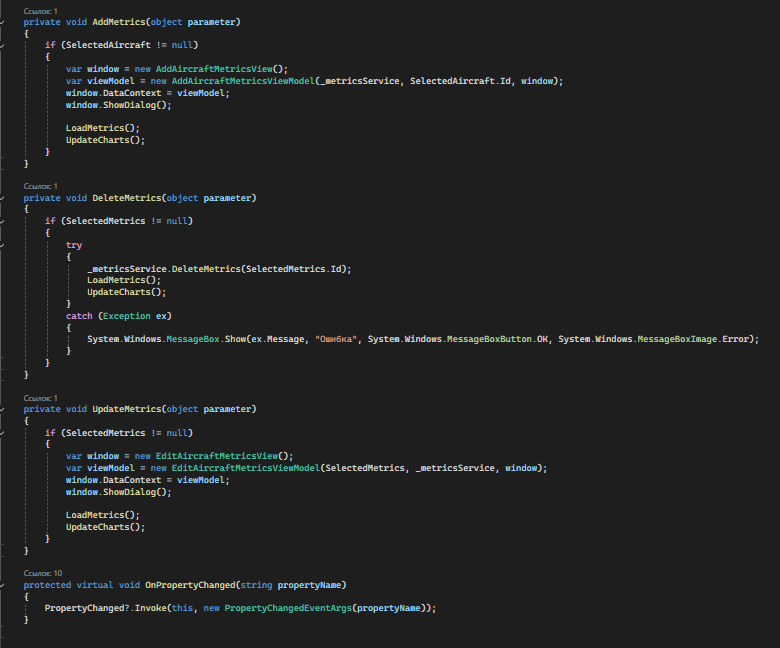 Ссылок: 1
private void AddMetrics(object parameter)
{
    if (SelectedAircraft != null)
    {
        var window = new AddAircraftMetricsView();
        var viewModel = new AddAircraftMetricsViewModel(_metricsService, SelectedAircraft.Id, window);
        window.DataContext = viewModel;
        window.ShowDialog();

        LoadMetrics();
        UpdateCharts();
    }
}

Ссылок: 1
private void DeleteMetrics(object parameter)
{
    if (SelectedMetrics != null)
    {
        try
        {
            _metricsService.DeleteMetrics(SelectedMetrics.Id);
            LoadMetrics();
            UpdateCharts();
        }
        catch (Exception ex)
        {
            System.Windows.MessageBox.Show(ex.Message, "Ошибка", System.Windows.MessageBoxButton.OK, System.Windows.MessageBoxImage.Error);
        }
    }
}

Ссылок: 1
private void UpdateMetrics(object parameter)
{
    if (SelectedMetrics != null)
    {
        var window = new EditAircraftMetricsView();
        var viewModel = new EditAircraftMetricsViewModel(SelectedMetrics, _metricsService, window);
        window.DataContext = viewModel;
        window.ShowDialog();

        LoadMetrics();
        UpdateCharts();
    }
}

Ссылок: 10
protected virtual void OnPropertyChanged(string propertyName)
{
    PropertyChanged?.Invoke(this, new PropertyChangedEventArgs(propertyName));
}